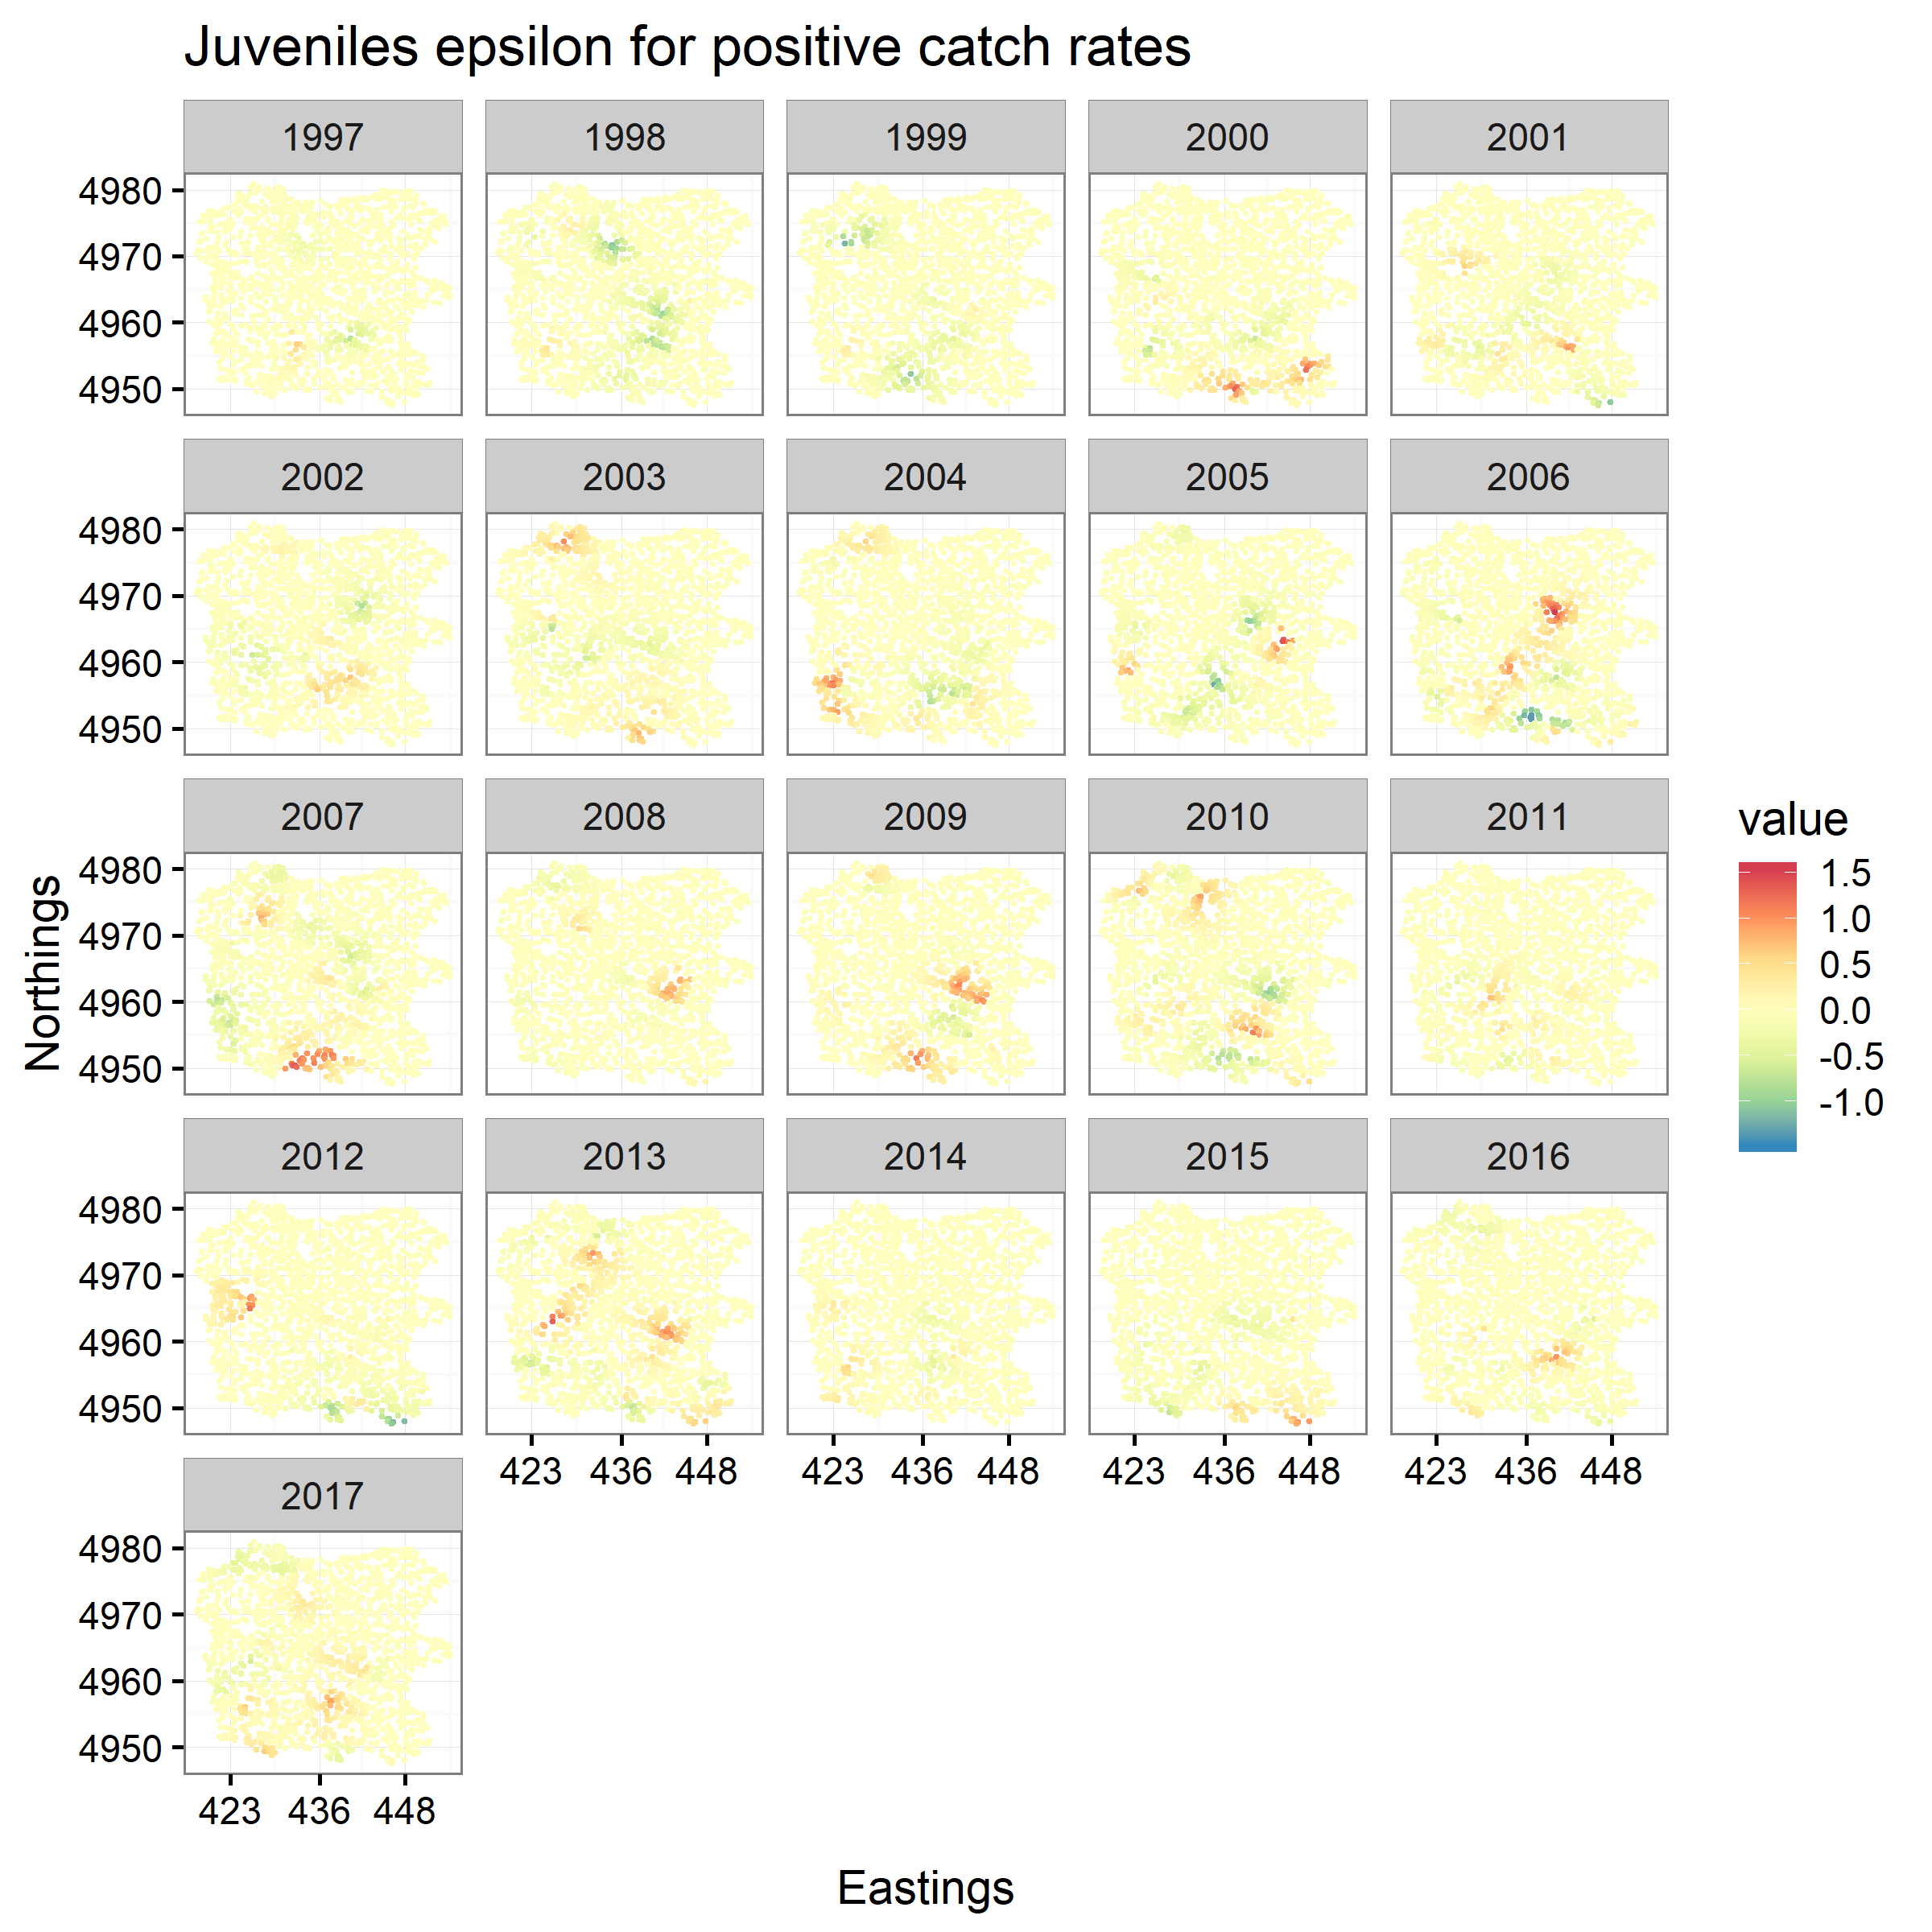 Juveniles epsilon for positive catch rates
1997 1998 1999 2000 2001
4980
4970
4960
4950
2002 2003 2004 2005 2006
4980
4970
4960
4950
2007 2008 2009 2010 2011
4980
4970
4960
4950
2012 2013 2014 2015 2016
4980
4970
4960
4950
423 436 448 423 436 448 423 436 448 423 436 448
2017
4980
4970
4960
4950
423 436 448
Northings
Eastings
value
1.5
1.0
0.5
0.0
-0.5
-1.0